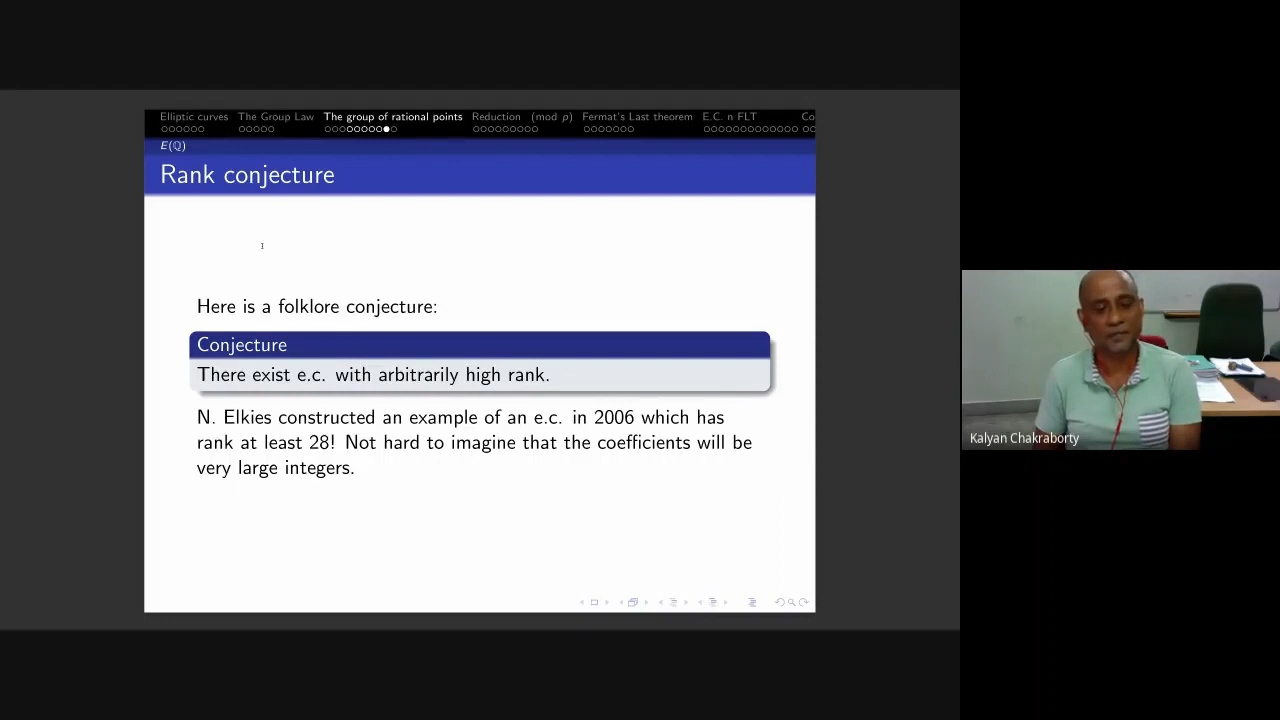 Elliptic curves The Group Law The group of rational points Reduction (mod p) Fermat's Last theorem E.C. n FLT Co
E(ℚ)
Rank conjecture
Here is a folklore conjecture:
Conjecture
There exist e.c. with arbitrarily high rank.
N. Elkies constructed an example of an e.c. in 2006 which has
rank at least 28! Not hard to imagine that the coefficients will be
very large integers.
Kalyan Chakraborty